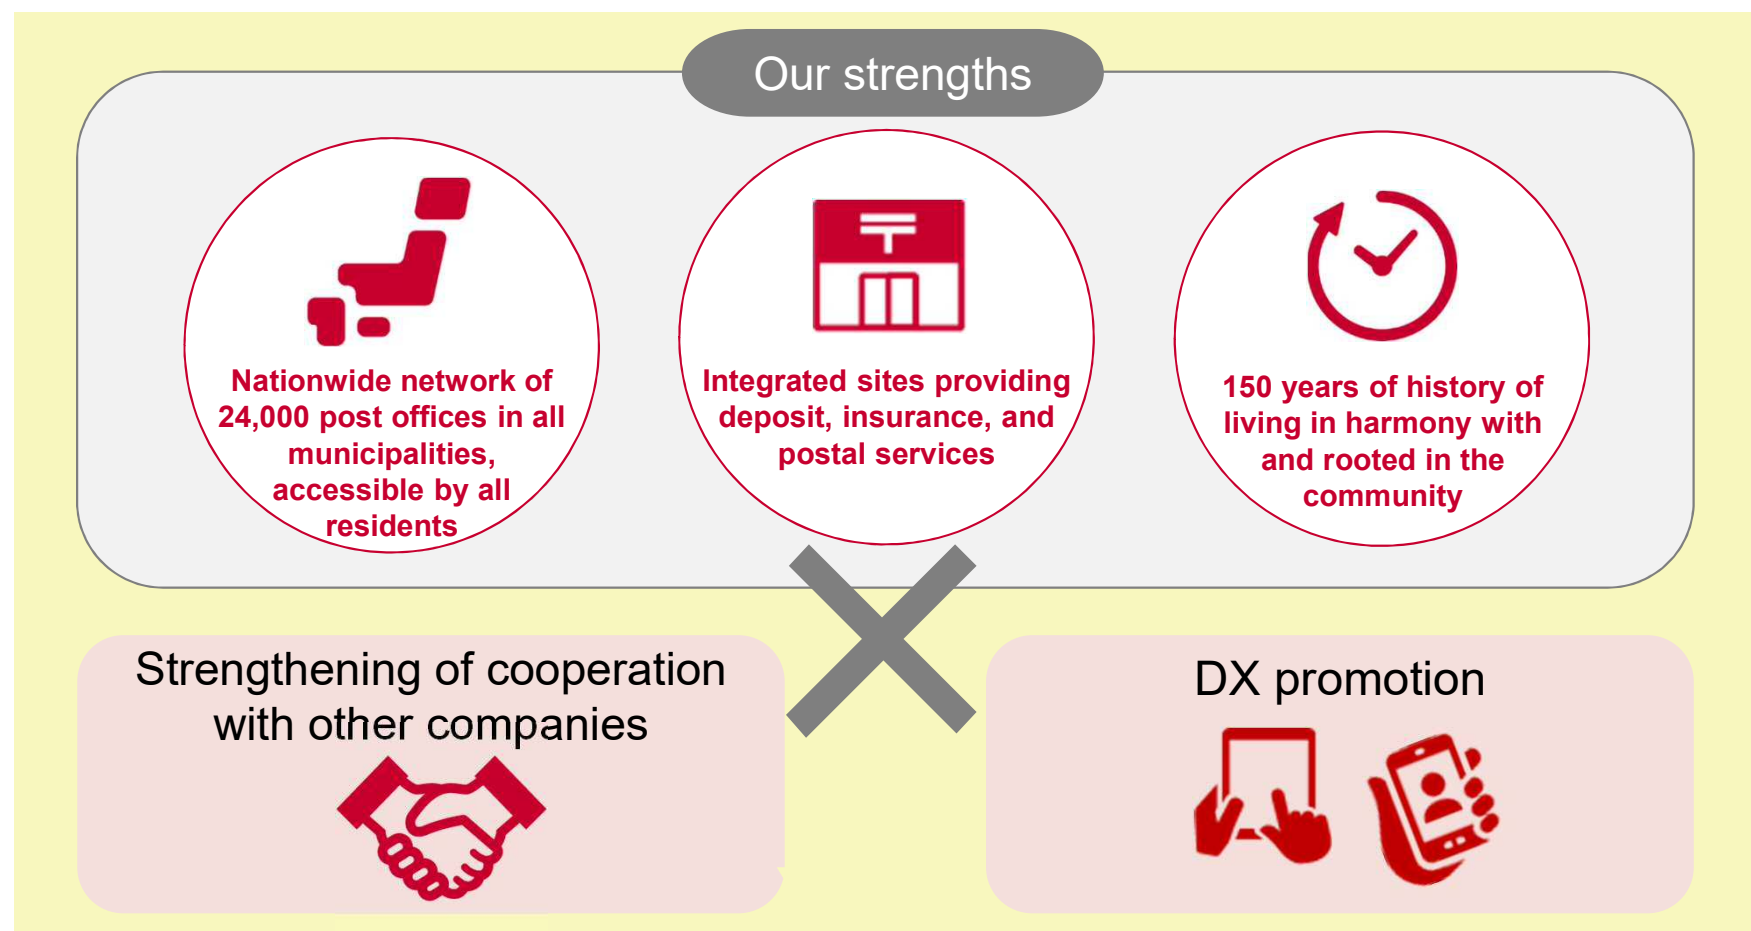 Our strengths
Nationwide network of
24,000 post offices in all
municipalities,
accessible by all
residents
Integrated sites providing
deposit, insurance, and
postal services
150 years of history of
living in harmony with
and rooted in the
community
Strengthening of cooperation
with other companies
DX promotion